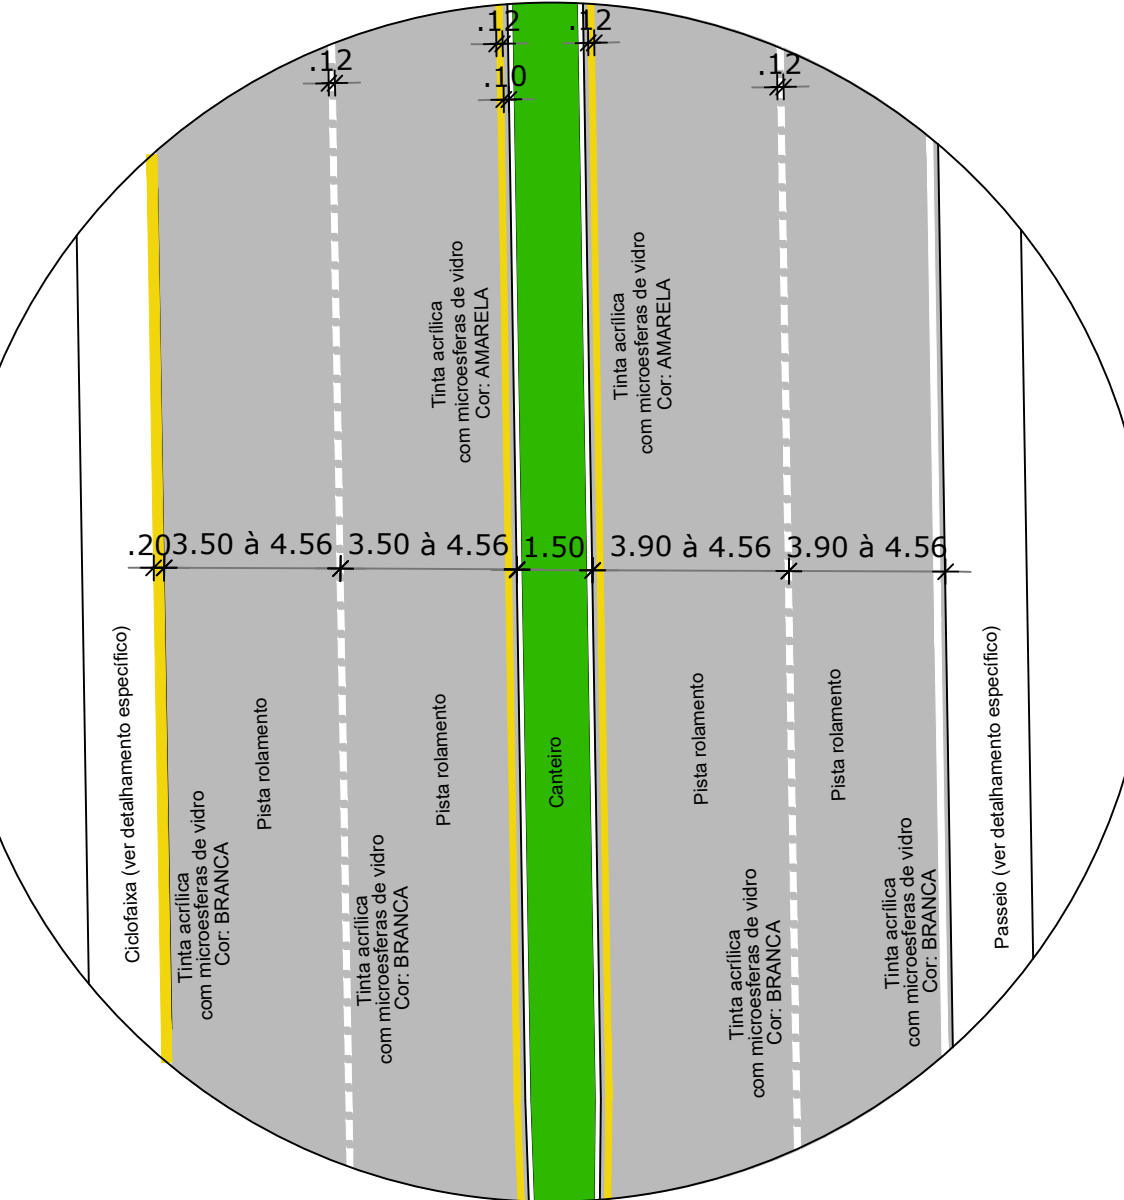 .12
.12
.12
.10
.12
Tinta acrílica
com microesferas de vidro
Cor: AMARELA
Tinta acrílica
com microesferas de vidro
Cor: AMARELA
.20
3.50 à 4.56
3.50 à 4.56
1.50
3.90 à 4.56
3.90 à 4.56
Ciclofaixa (ver detalhamento específico)
Pista rolamento
Pista rolamento
Canteiro
Pista rolamento
Pista rolamento
Passeio (ver detalhamento específico)
Tinta acrílica
com microesferas de vidro
Cor: BRANCA
Tinta acrílica
com microesferas de vidro
Cor: BRANCA
Tinta acrílica
com microesferas de vidro
Cor: BRANCA
Tinta acrílica
com microesferas de vidro
Cor: BRANCA